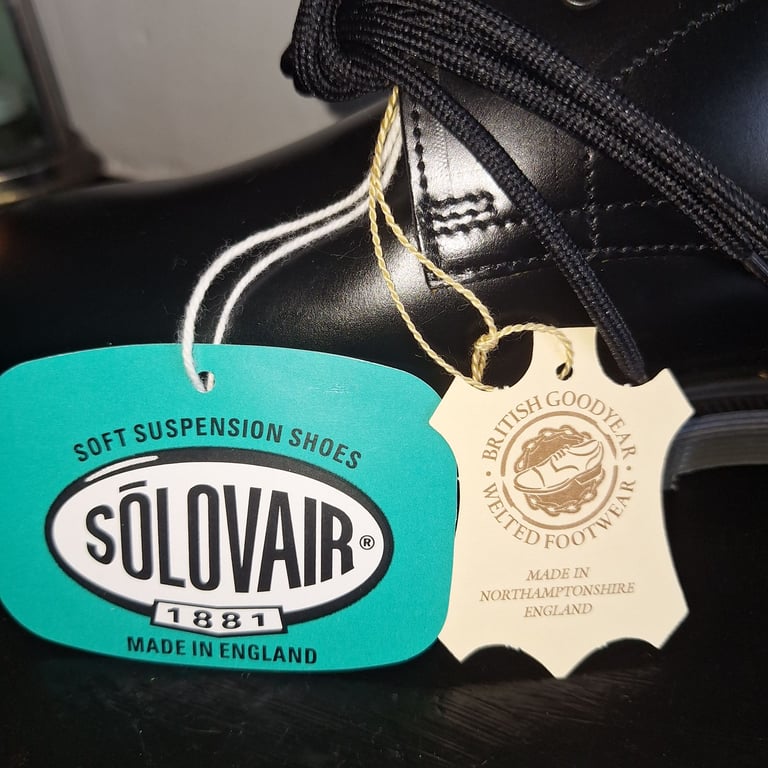 SOFT SUSPENSION SHOES
SŌLOVAIR®
1881
MADE IN ENGLAND
· BRITISH GOODYEAR ·
WELTED FOOTWEAR
MADE IN
NORTHAMPTONSHIRE
ENGLAND